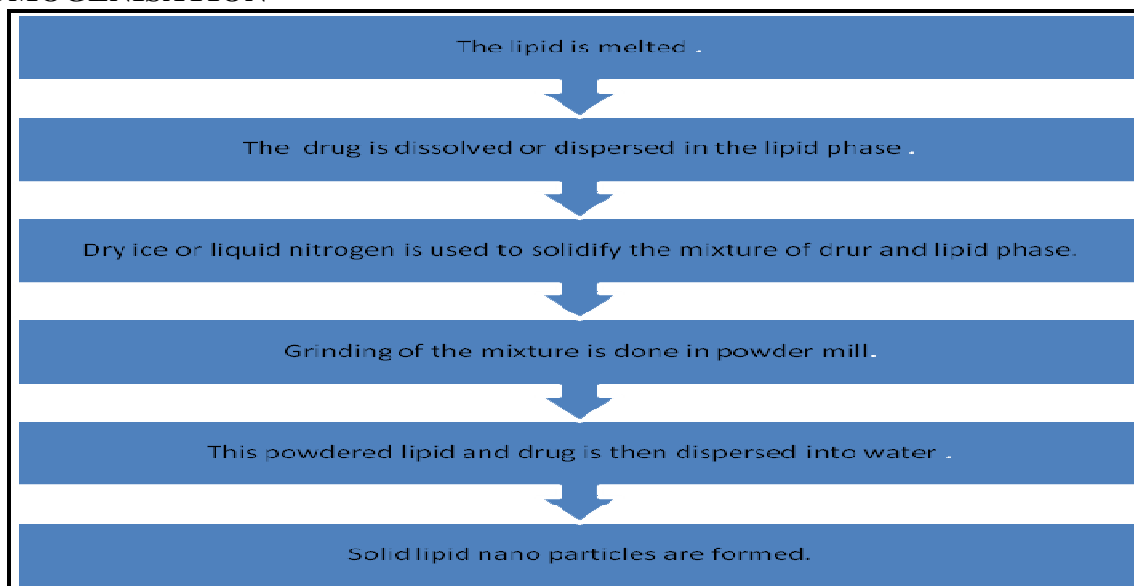 The lipid is melted .
The drug is dissolved or dispersed in the lipid phase .
Dry ice or liquid nitrogen is used to solidify the mixture of drur and lipid phase.
Grinding of the mixture is done in powder mill.
This powdered lipid and drug is then dispersed into water .
Solid lipid nano particles are formed.